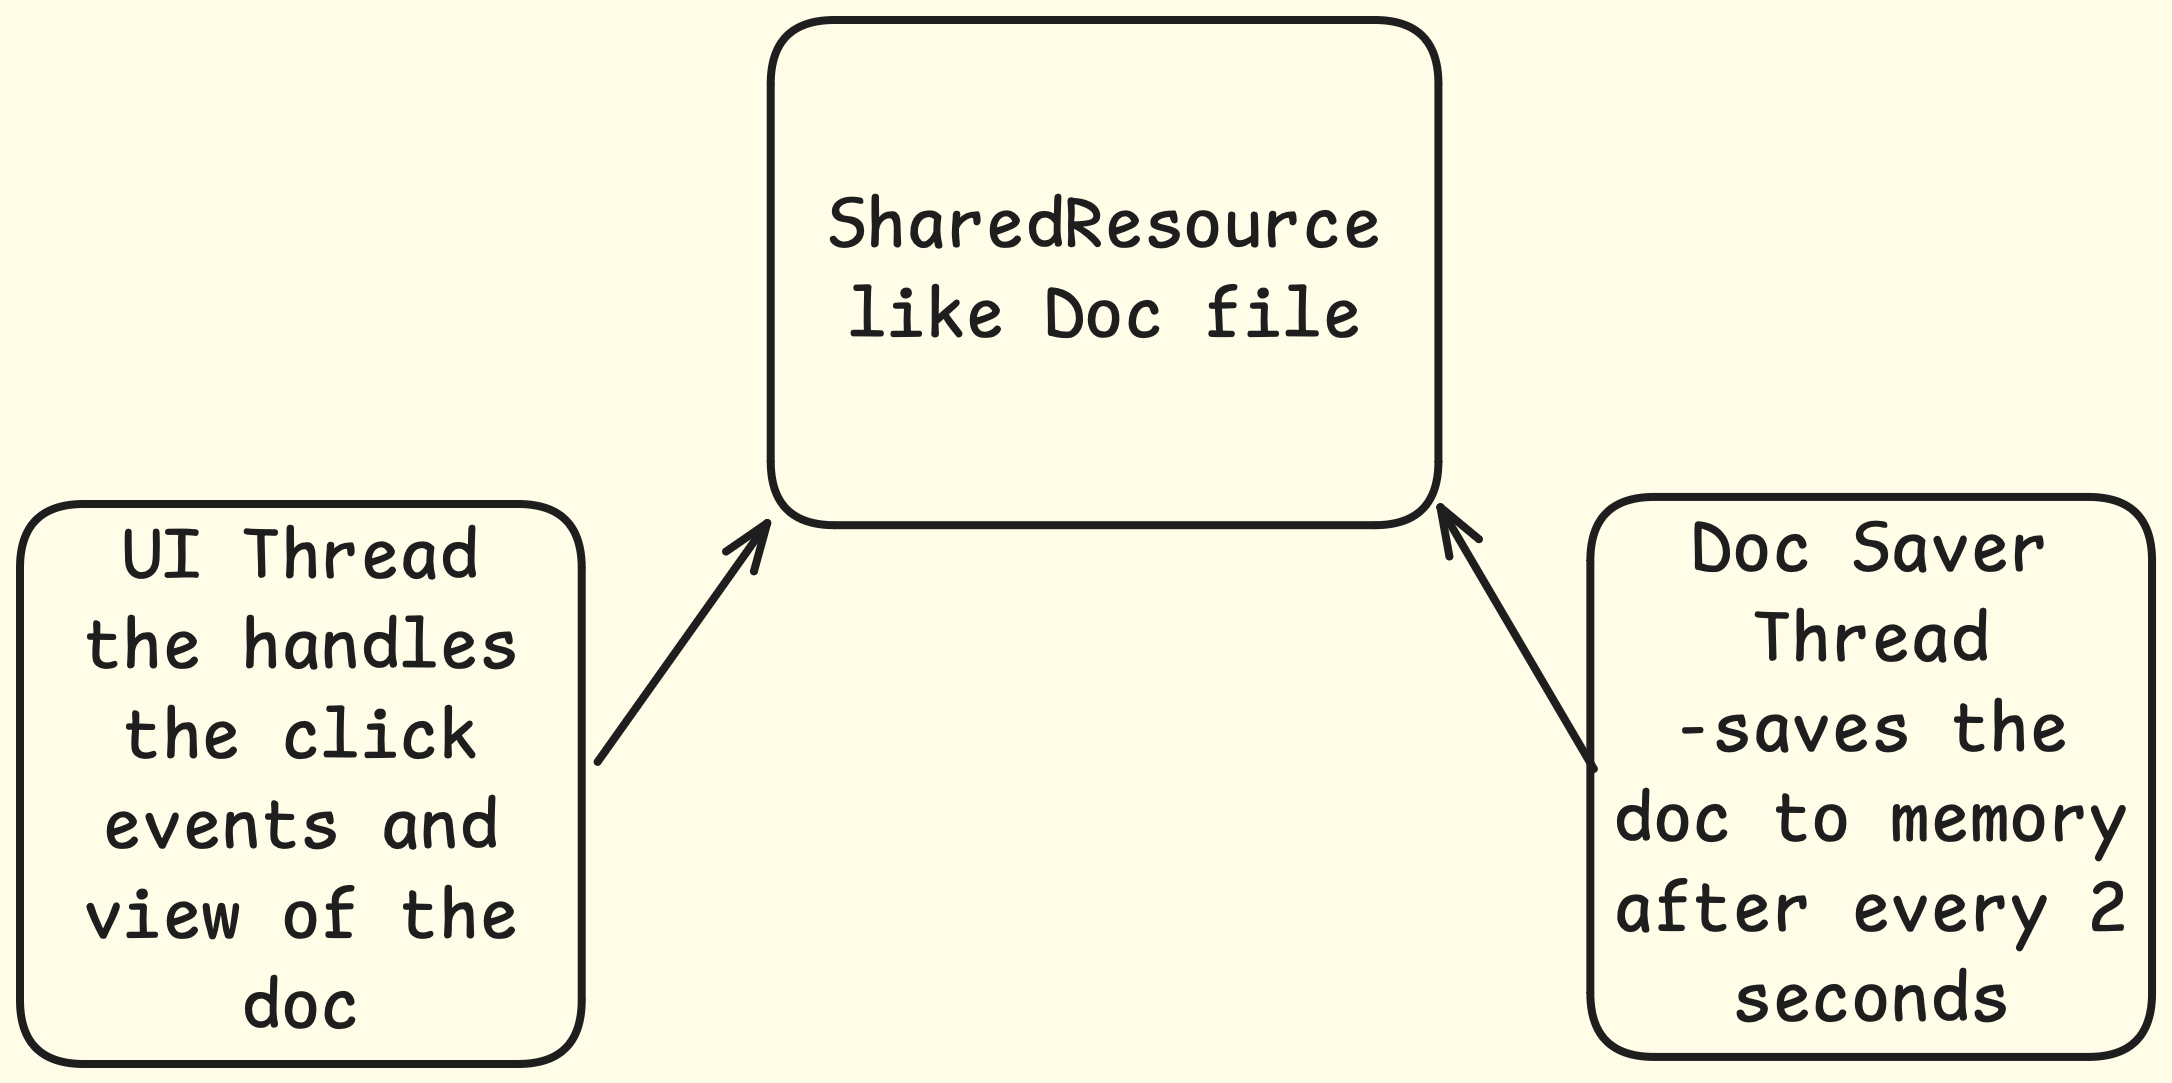 SharedResource
like Doc file
UI Thread
the handles
the click
events and
view of the
doc
Doc Saver
Thread
-saves the
doc to memory
after every 2
seconds